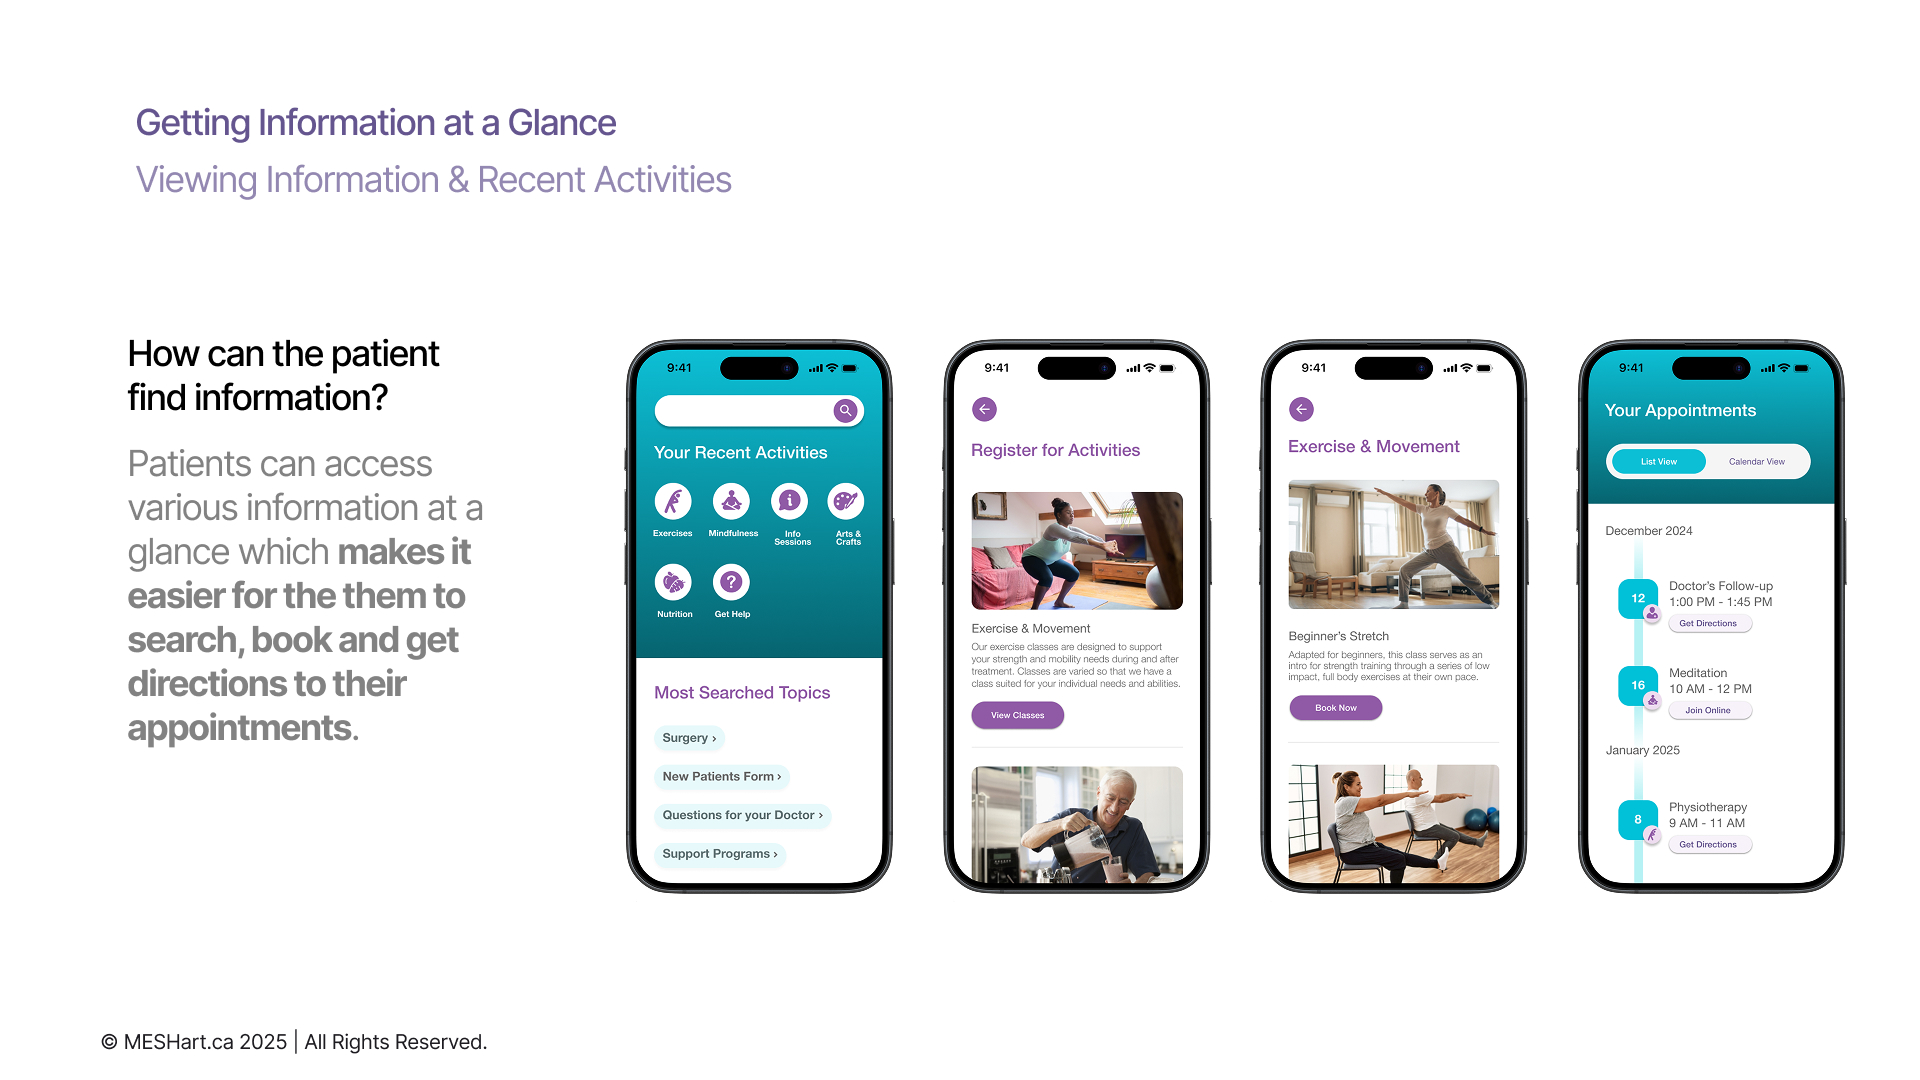 Getting Information at a Glance
Viewing Information & Recent Activities
How can the patient
find information?
Patients can access
various information at a
glance which makes it
easier for the them to
search, book and get
directions to their
appointments.
9:41
Your Recent Activities
Exercises
Mindfulness
Info
Sessions
Arts &
Crafts
Nutrition
Get Help
Most Searched Topics
Surgery ›
New Patients Form ›
Questions for your Doctor ›
Support Programs ›
9:41
Register for Activities
Exercise & Movement
Our exercise classes are designed to support
your strength and mobility needs during and after
treatment. Classes are varied so that we have a
class suited for your individual needs and abilities.
View Classes
9:41
Exercise & Movement
Beginner's Stretch
Adapted for beginners, this class serves as an
intro for strength training through a series of low
impact, full body exercises at their own pace.
Book Now
9:41
Your Appointments
List View
Calendar View
December 2024
12
Doctor's Follow-up
1:00 PM - 1:45 PM
Get Directions
16
Meditation
10 AM - 12 PM
Join Online
January 2025
8
Physiotherapy
9 AM - 11 AM
Get Directions
© MESHart.ca 2025 | All Rights Reserved.